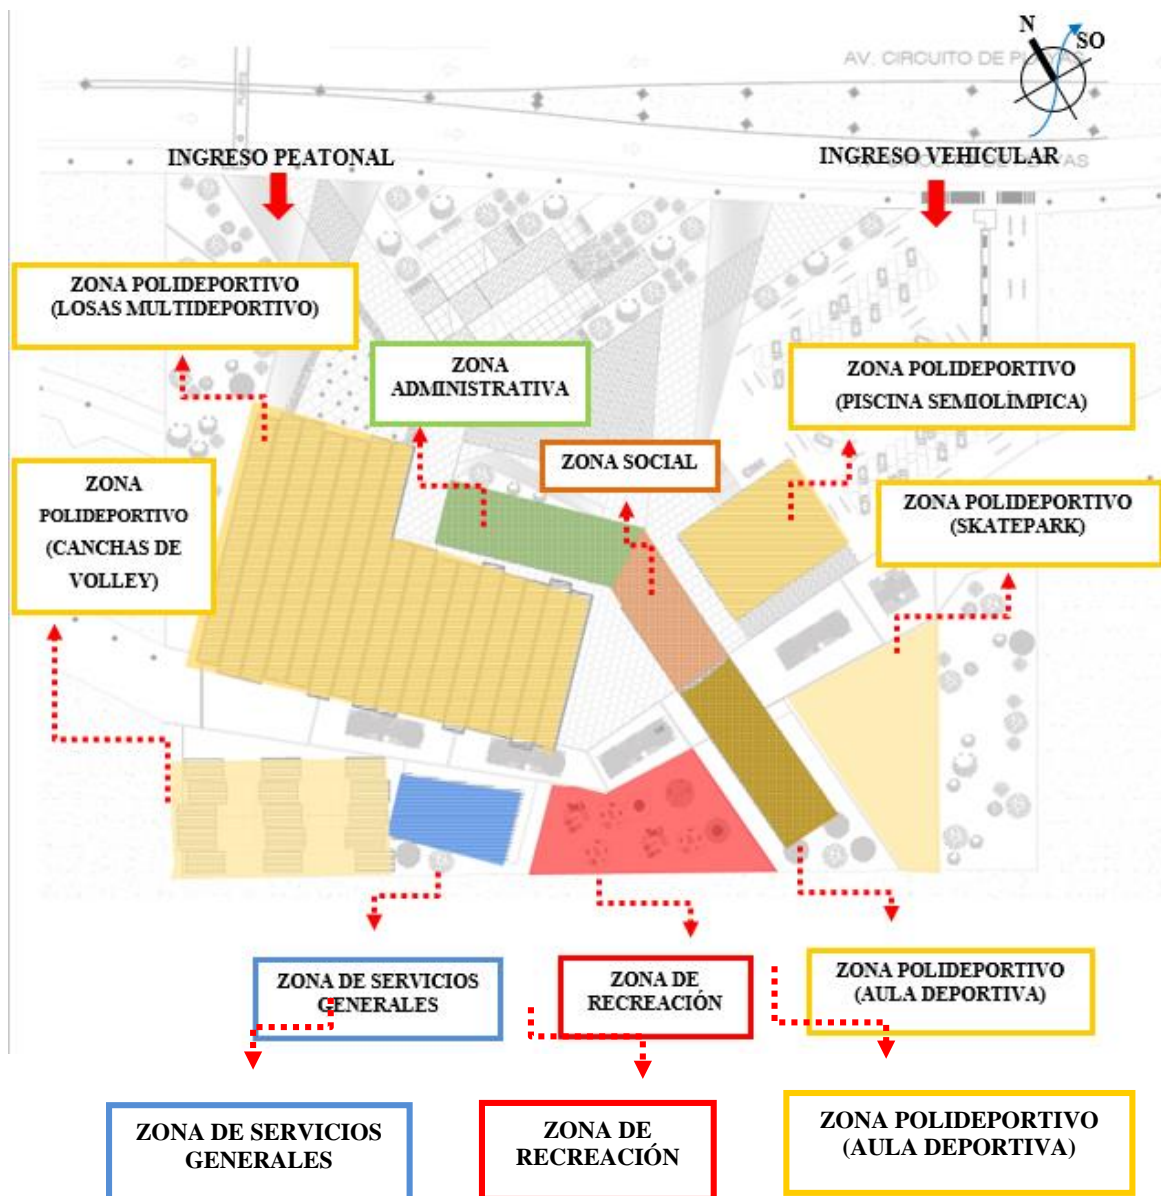 N
SO
AV. CIRCUITO DE PLAYAS
INGRESO PEATONAL
INGRESO VEHICULAR
ZONA POLIDEPORTIVO
(LOSAS MULTIDEPORTIVO)
ZONA
ADMINISTRATIVA
ZONA POLIDEPORTIVO
(PISCINA SEMIOLÍMPICA)
ZONA SOCIAL
ZONA
POLIDEPORTIVO
(CANCHAS DE
VOLLEY)
ZONA POLIDEPORTIVO
(SKATEPARK)
ZONA DE SERVICIOS
GENERALES
ZONA DE
RECREACIÓN
ZONA POLIDEPORTIVO
(AULA DEPORTIVA)
ZONA DE SERVICIOS
GENERALES
ZONA DE
RECREACIÓN
ZONA POLIDEPORTIVO
(AULA DEPORTIVA)